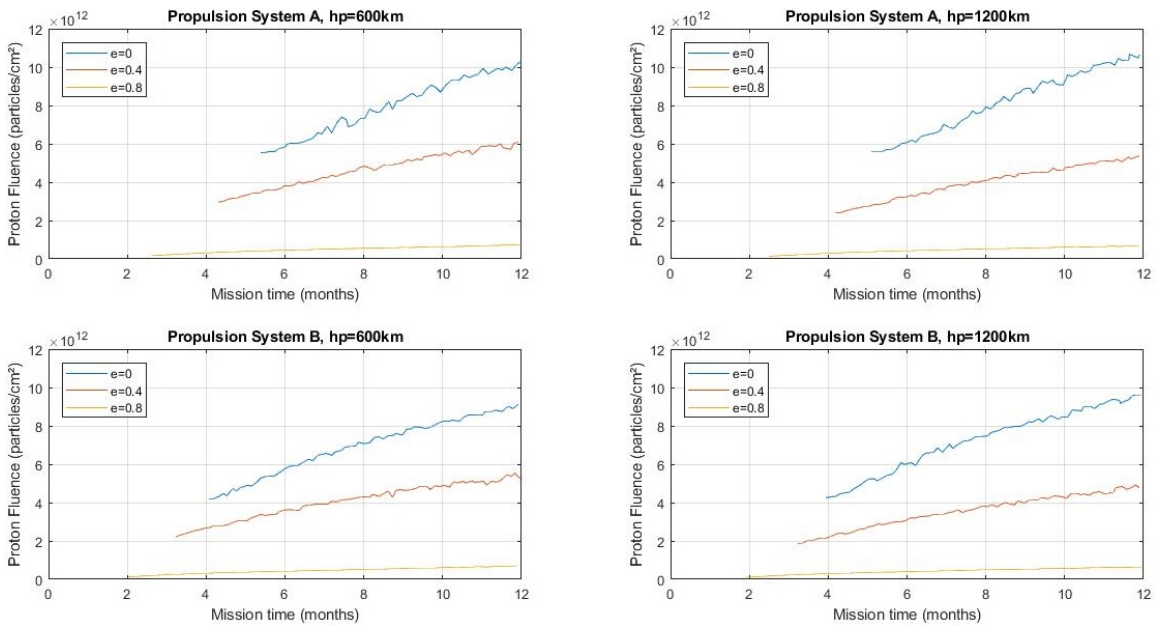 Propulsion System A, hp=600km
×10¹²
Proton Fluence (particles/cm²)
12
10
8
6
4
2
0
e=0
e=0.4
e=0.8
0 2 4 6 8 10 12
Mission time (months)
Propulsion System A, hp=1200km
×10¹²
Proton Fluence (particles/cm²)
12
10
8
6
4
2
0
e=0
e=0.4
e=0.8
0 2 4 6 8 10 12
Mission time (months)
Propulsion System B, hp=600km
×10¹²
Proton Fluence (particles/cm²)
12
10
8
6
4
2
0
e=0
e=0.4
e=0.8
0 2 4 6 8 10 12
Mission time (months)
Propulsion System B, hp=1200km
×10¹²
Proton Fluence (particles/cm²)
12
10
8
6
4
2
0
e=0
e=0.4
e=0.8
0 2 4 6 8 10 12
Mission time (months)